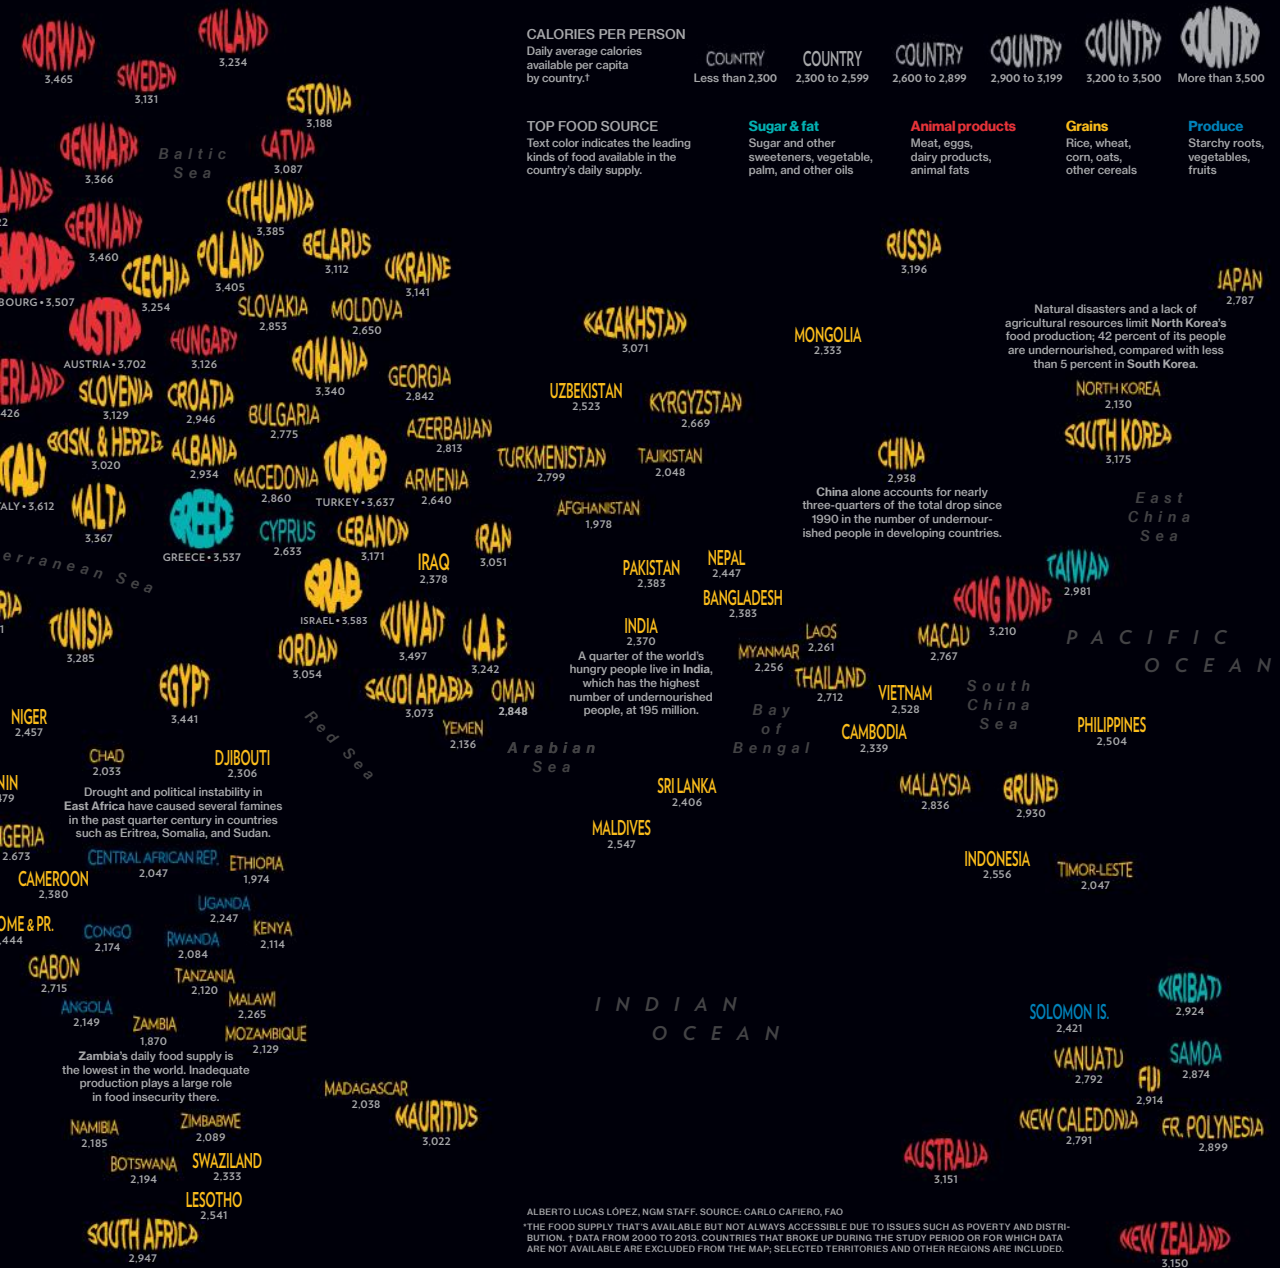 CALORIES PER PERSON
Daily average calories
available per capita
by country.†
COUNTRY
Less than 2,300
COUNTRY
2,300 to 2,599
COUNTRY
2,600 to 2,899
COUNTRY
2,900 to 3,199
COUNTRY
3,200 to 3,500
COUNTRY
More than 3,500
TOP FOOD SOURCE
Text color indicates the leading
kinds of food available in the
country's daily supply.
Sugar & fat
Sugar and other
sweeteners, vegetable,
palm, and other oils
Animal products
Meat, eggs,
dairy products,
animal fats
Grains
Rice, wheat,
corn, oats,
other cereals
Produce
Starchy roots,
vegetables,
fruits
NORWAY
3,465
SWEDEN
3,131
FINLAND
3,234
ESTONIA
3,188
DENMARK
3,366
Baltic
Sea
LATVIA
3,087
LANDS
22
LITHUANIA
3,385
GERMANY
3,460
BOURG • 3,507
CZECHIA
3,254
POLAND
3,405
BELARUS
3,112
UKRAINE
3,141
RUSSIA
3,196
JAPAN
2,787
AUSTRIA
AUSTRIA • 3,702
HUNGARY
3,126
SLOVAKIA
2,853
MOLDOVA
2,650
KAZAKHSTAN
3,071
MONGOLIA
2,333
Natural disasters and a lack of
agricultural resources limit North Korea's
food production; 42 percent of its people
are undernourished, compared with less
than 5 percent in South Korea.
NORTH KOREA
2,130
SOUTH KOREA
3,175
ERLAND
426
SLOVENIA
3,129
CROATIA
2,946
ROMANIA
3,340
GEORGIA
2,842
UZBEKISTAN
2,523
KYRGYZSTAN
2,669
BULGARIA
2,775
AZERBAIJAN
2,813
BOSN. & HERZG.
3,020
ALBANIA
2,934
MACEDONIA
2,860
TURKEY
TURKEY • 3,637
ARMENIA
2,640
TURKMENISTAN
2,799
TAJIKISTAN
2,048
CHINA
2,938
China alone accounts for nearly
three-quarters of the total drop since
1990 in the number of undernour-
ished people in developing countries.
East
China
Sea
ITALY
TALY • 3,612
MALTA
3,367
GREECE
GREECE • 3,537
CYPRUS
2,633
LEBANON
3,171
IRAQ
2,378
IRAN
3,051
AFGHANISTAN
1,978
PAKISTAN
2,383
NEPAL
2,447
BANGLADESH
2,383
TAIWAN
2,981
HONG KONG
3,210
MACAU
2,767
erranean Sea
RIA
1
TUNISIA
3,285
ISRAEL
ISRAEL • 3,583
KUWAIT
3,497
U.A.E
3,242
JORDAN
3,054
EGYPT
3,441
SAUDI ARABIA
3,073
OMAN
2,848
YEMEN
2,136
Red Sea
Arabian
Sea
INDIA
2,370
A quarter of the world's
hungry people live in India,
which has the highest
number of undernourished
people, at 195 million.
MYANMAR
2,256
LAOS
2,261
THAILAND
2,712
VIETNAM
2,528
CAMBODIA
2,339
Bay
of
Bengal
South
China
Sea
PACIFIC
OCEAN
PHILIPPINES
2,504
NIGER
2,457
CHAD
2,033
DJIBOUTI
2,306
NIN
479
Drought and political instability in
East Africa have caused several famines
in the past quarter century in countries
such as Eritrea, Somalia, and Sudan.
SRI LANKA
2,406
MALDIVES
2,547
MALAYSIA
2,836
BRUNEI
2,930
INDONESIA
2,556
TIMOR-LESTE
2,047
IGERIA
2,673
CENTRAL AFRICAN REP.
2,047
ETHIOPIA
1,974
CAMEROON
2,380
UGANDA
2,247
OME & PR.
,444
CONGO
2,174
RWANDA
2,084
KENYA
2,114
GABON
2,715
TANZANIA
2,120
ANGOLA
2,149
MALAWI
2,265
ZAMBIA
1,870
MOZAMBIQUE
2,129
Zambia's daily food supply is
the lowest in the world. Inadequate
production plays a large role
in food insecurity there.
INDIAN
OCEAN
KIRIBATI
2,924
SOLOMON IS.
2,421
SAMOA
2,874
VANUATU
2,792
FIJI
2,914
MADAGASCAR
2,038
MAURITIUS
3,022
NAMIBIA
2,185
ZIMBABWE
2,089
NEW CALEDONIA
2,791
FR. POLYNESIA
2,899
BOTSWANA
2,194
SWAZILAND
2,333
AUSTRALIA
3,151
LESOTHO
2,541
SOUTH AFRICA
2,947
NEW ZEALAND
3,150
ALBERTO LUCAS LÓPEZ, NGM STAFF. SOURCE: CARLO CAFIERO, FAO
*THE FOOD SUPPLY THAT'S AVAILABLE BUT NOT ALWAYS ACCESSIBLE DUE TO ISSUES SUCH AS POVERTY AND DISTRI-
BUTION. † DATA FROM 2000 TO 2013. COUNTRIES THAT BROKE UP DURING THE STUDY PERIOD OR FOR WHICH DATA
ARE NOT AVAILABLE ARE EXCLUDED FROM THE MAP; SELECTED TERRITORIES AND OTHER REGIONS ARE INCLUDED.